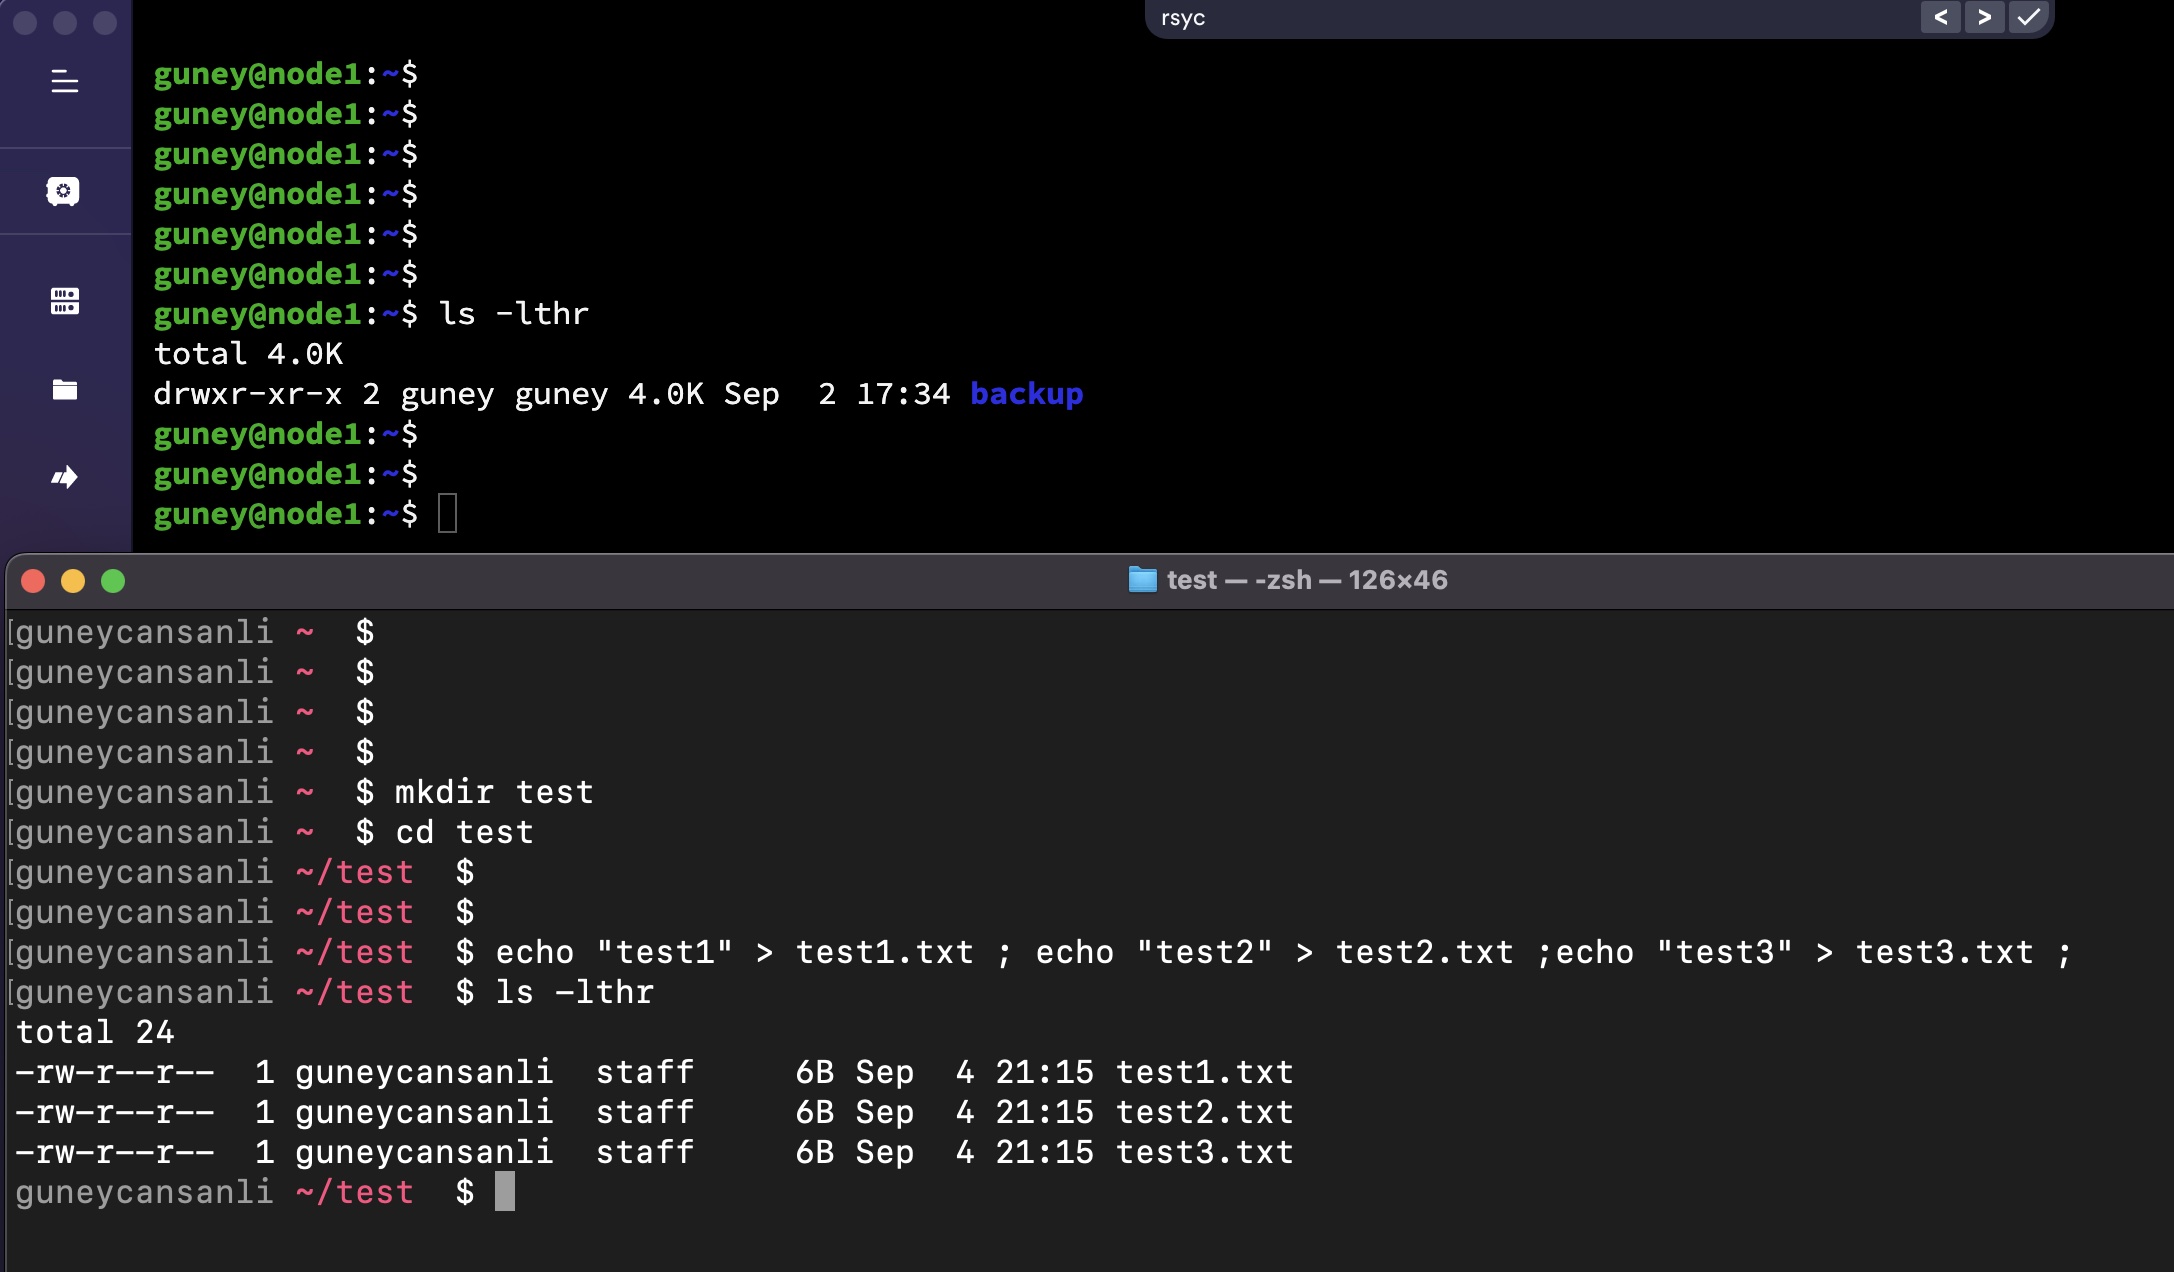 rsyc
guney@node1:~$
guney@node1:~$
guney@node1:~$
guney@node1:~$
guney@node1:~$
guney@node1:~$
guney@node1:~$ ls -lthr
total 4.0K
drwxr-xr-x 2 guney guney 4.0K Sep  2 17:34 backup
guney@node1:~$
guney@node1:~$
guney@node1:~$
test — -zsh — 126×46
[guneycansanli ~  $
[guneycansanli ~  $
[guneycansanli ~  $
[guneycansanli ~  $
[guneycansanli ~  $ mkdir test
[guneycansanli ~  $ cd test
[guneycansanli ~/test  $
[guneycansanli ~/test  $
[guneycansanli ~/test  $ echo "test1" > test1.txt ; echo "test2" > test2.txt ;echo "test3" > test3.txt ;
[guneycansanli ~/test  $ ls -lthr
total 24
-rw-r--r--  1 guneycansanli  staff     6B Sep  4 21:15 test1.txt
-rw-r--r--  1 guneycansanli  staff     6B Sep  4 21:15 test2.txt
-rw-r--r--  1 guneycansanli  staff     6B Sep  4 21:15 test3.txt
guneycansanli ~/test  $